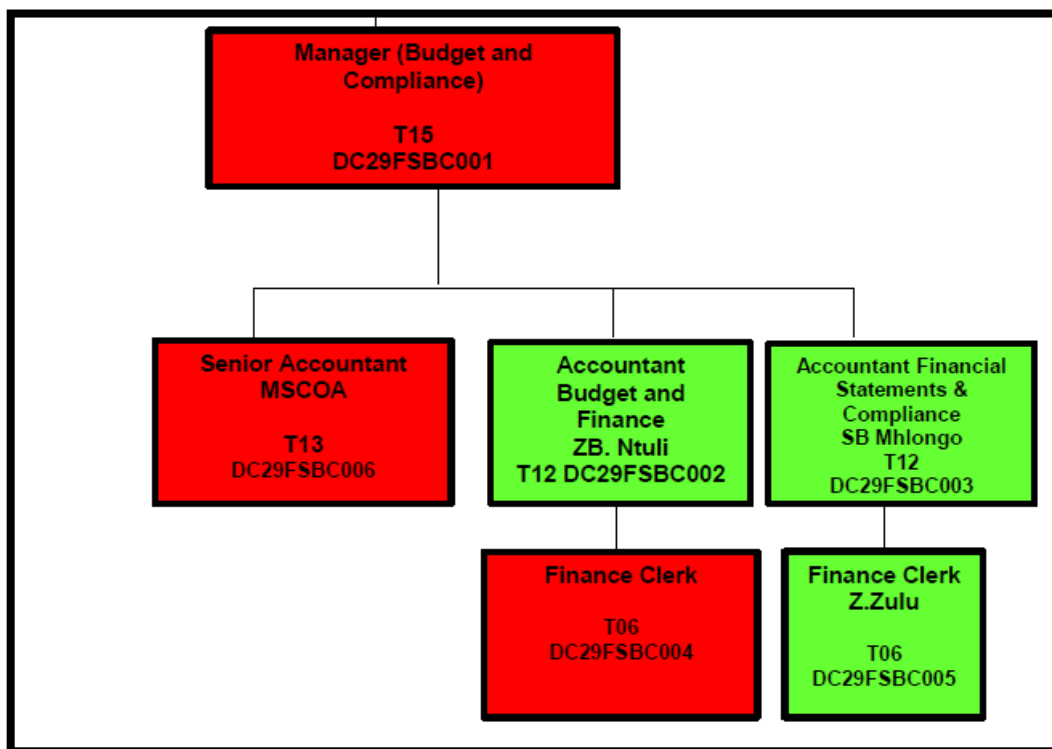 Manager (Budget and
Compliance)
T15
DC29FSBC001
Senior Accountant
MSCOA
T13
DC29FSBC006
Accountant
Budget and
Finance
ZB. Ntuli
T12 DC29FSBC002
Accountant Financial
Statements &
Compliance
SB Mhlongo
T12
DC29FSBC003
Finance Clerk
T06
DC29FSBC004
Finance Clerk
Z.Zulu
T06
DC29FSBC005